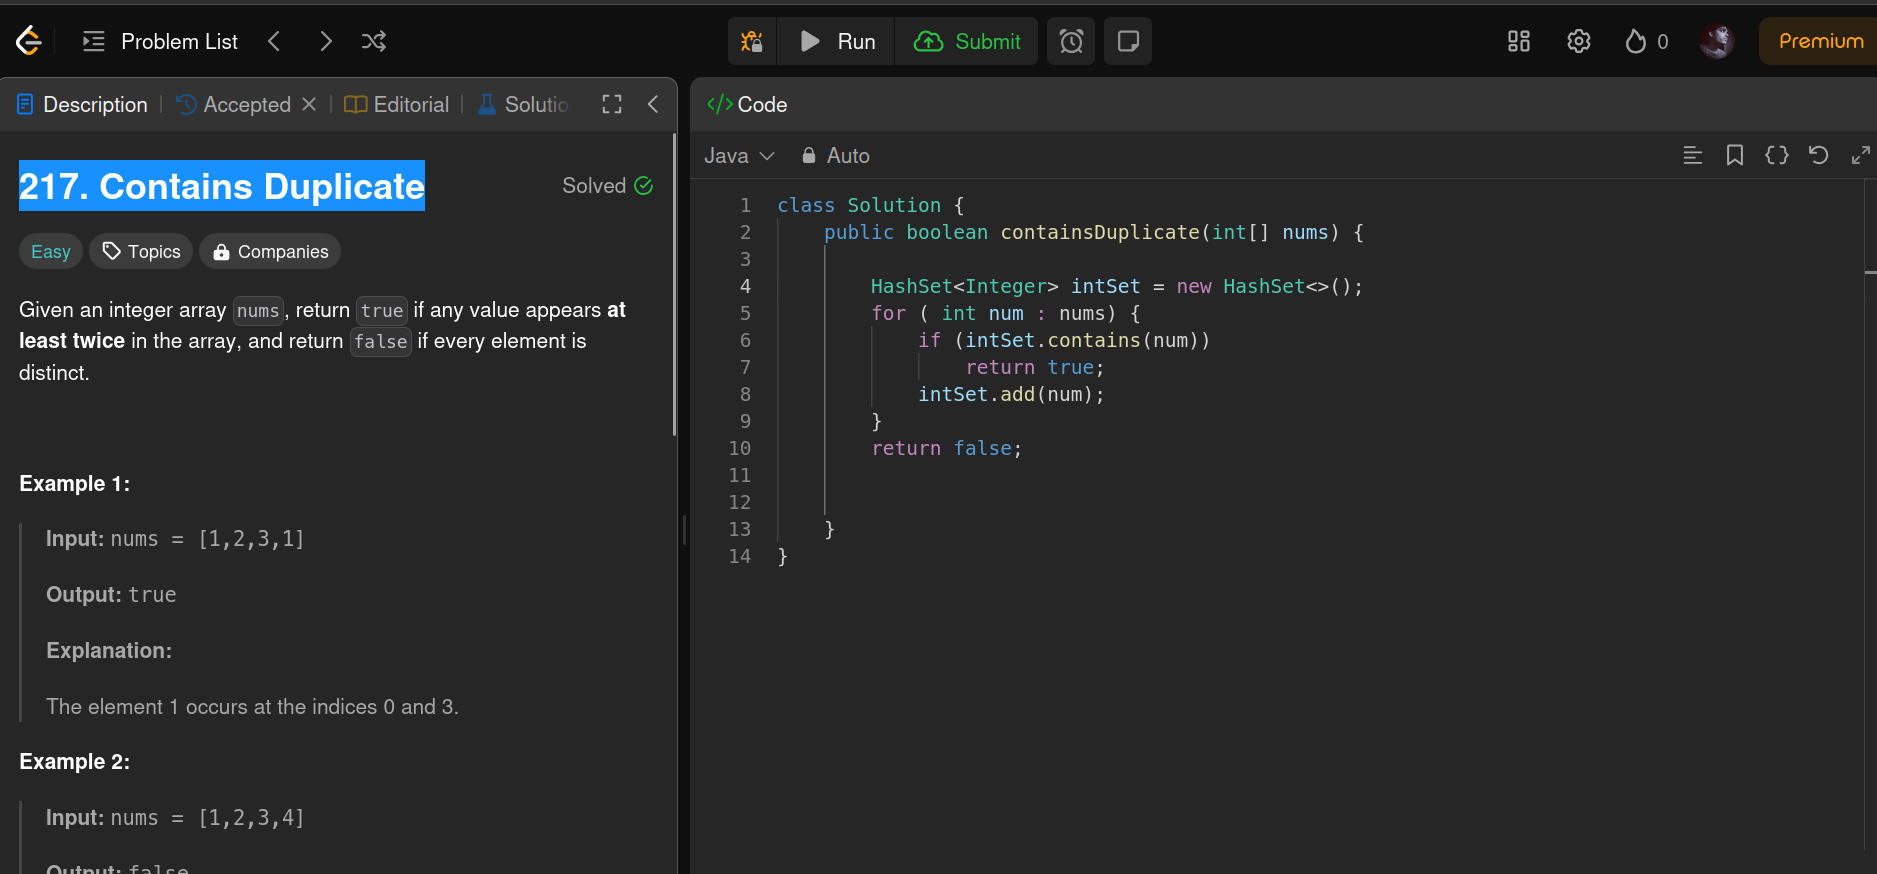 Problem List
Run
Submit
0
Premium
Description
Accepted
Editorial
Solutio
217. Contains Duplicate
Solved
Easy
Topics
Companies
Given an integer array nums, return true if any value appears at
least twice in the array, and return false if every element is
distinct.
Example 1:
Input: nums = [1,2,3,1]
Output: true
Explanation:
The element 1 occurs at the indices 0 and 3.
Example 2:
Input: nums = [1,2,3,4]
Output: false
</> Code
Java
Auto
1 class Solution {
2     public boolean containsDuplicate(int[] nums) {
3
4         HashSet<Integer> intSet = new HashSet<>();
5         for ( int num : nums) {
6             if (intSet.contains(num))
7                 return true;
8             intSet.add(num);
9         }
10         return false;
11
12
13     }
14 }